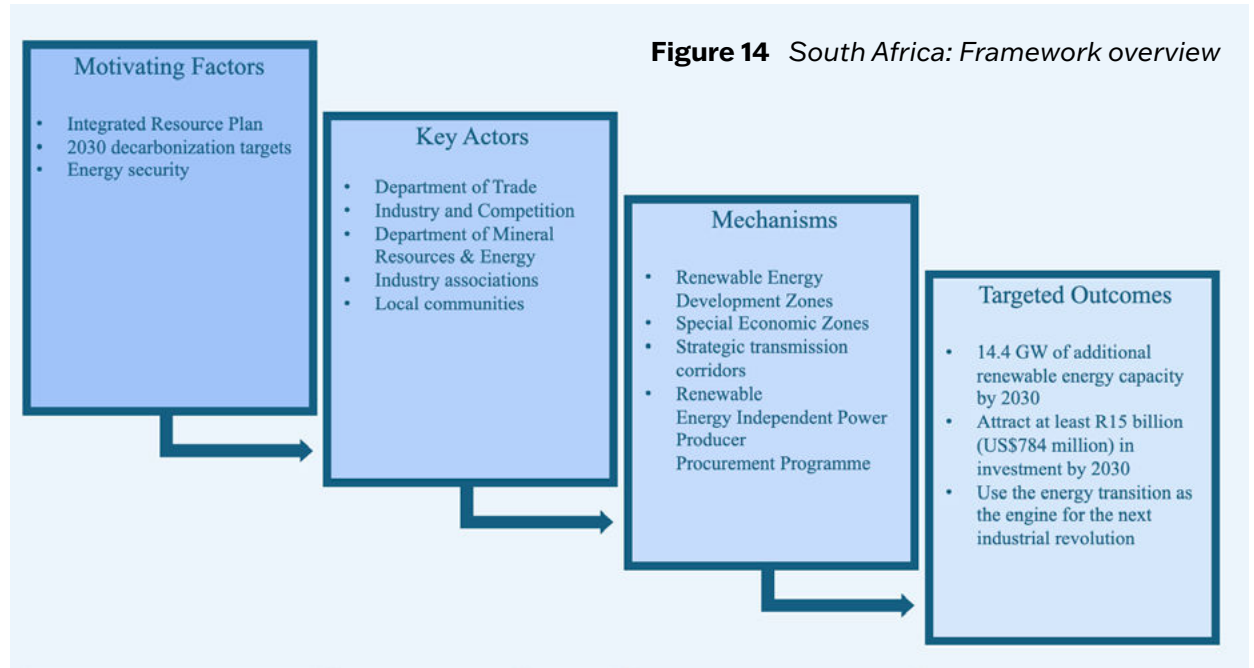 Figure 14 South Africa: Framework overview
Motivating Factors
• Integrated Resource Plan
• 2030 decarbonization targets
• Energy security
Key Actors
• Department of Trade
• Industry and Competition
• Department of Mineral
Resources & Energy
• Industry associations
• Local communities
Mechanisms
• Renewable Energy
Development Zones
• Special Economic Zones
• Strategic transmission
corridors
• Renewable
Energy Independent Power
Producer
Procurement Programme
Targeted Outcomes
• 14.4 GW of additional
renewable energy capacity
by 2030
• Attract at least R15 billion
(US$784 million) in
investment by 2030
• Use the energy transition as
the engine for the next
industrial revolution